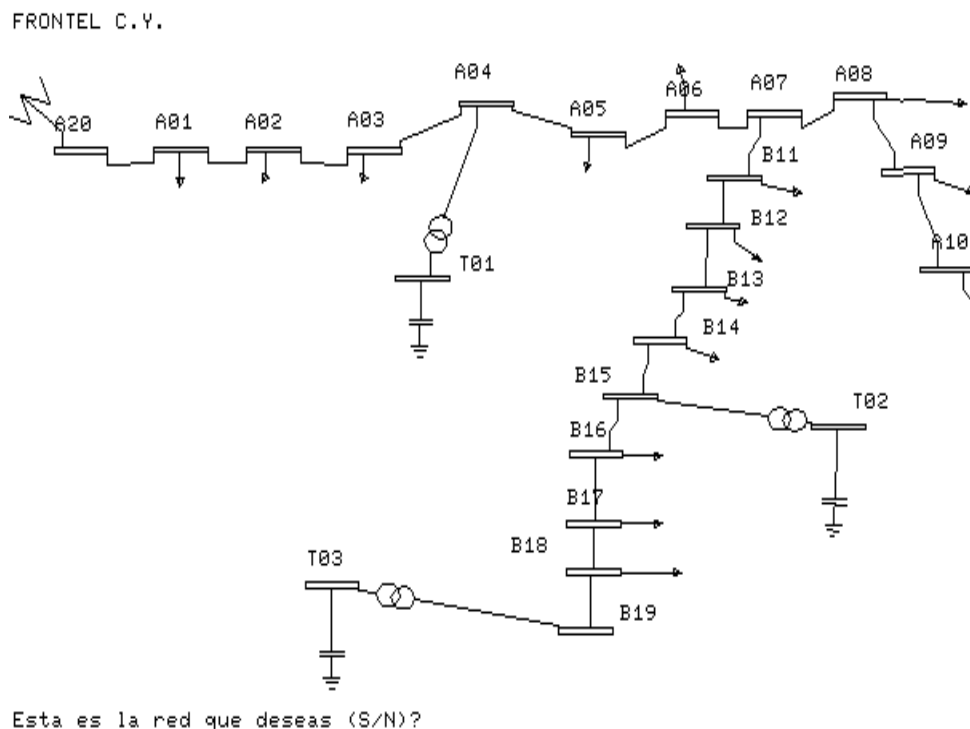 FRONTEL C.Y.
A04
A06
A07
A08
A20
A01
A02
A03
A05
A09
B11
B12
A10
T01
B13
B14
B15
T02
B16
B17
B18
T03
B19
Esta es la red que deseas (S/N)?